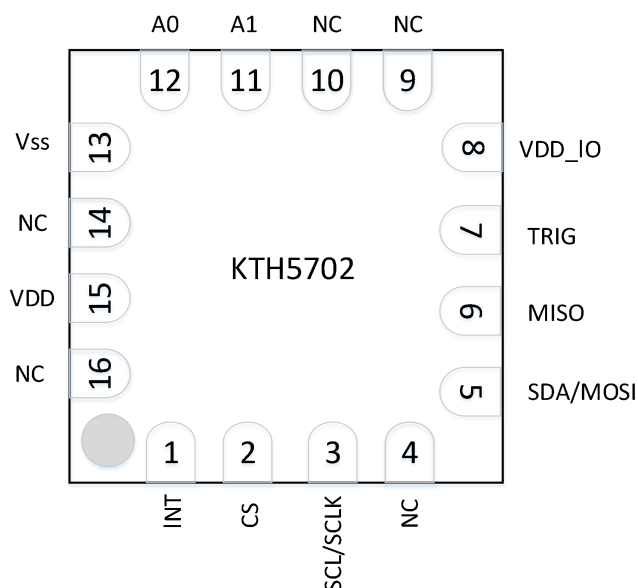 A0 A1 NC NC
12 11 10 9
Vss 13 8 VDD_IO
NC 14 7 TRIG
KTH5702
VDD 15 6 MISO
NC 16 5 SDA/MOSI
1 2 3 4
INT CS SCL/SCLK NC